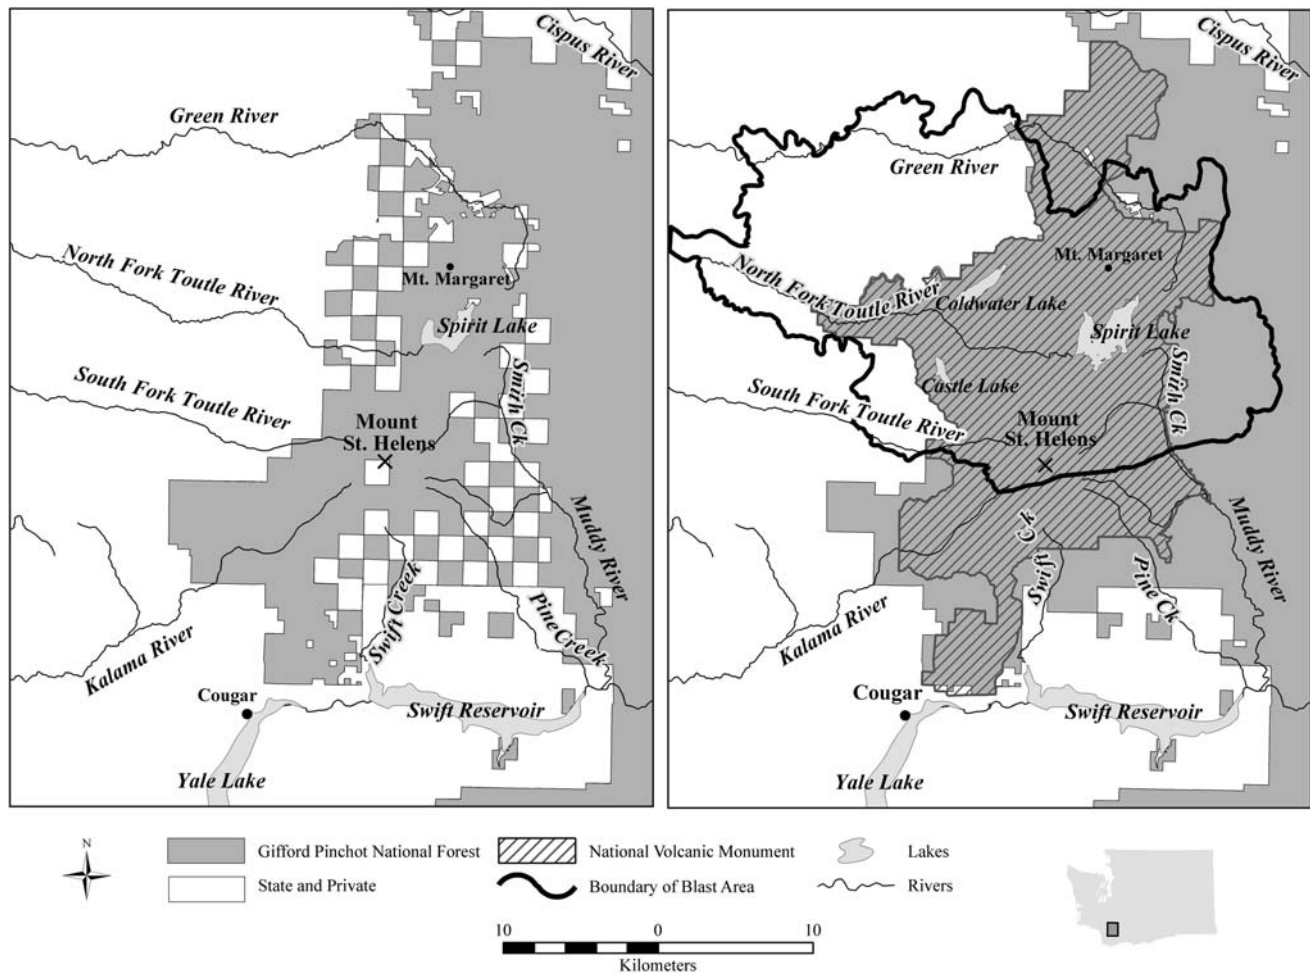 Cispus River
Green River
North Fork Toutle River
Mt. Margaret
Spirit Lake
South Fork Toutle River
Smith Ck
Mount
St. Helens
Muddy River
Swift Creek
Pine Creek
Kalama River
Cougar
Swift Reservoir
Yale Lake
Cispus River
Green River
North Fork Toutle River
Mt. Margaret
Coldwater Lake
Spirit Lake
Castle Lake
South Fork Toutle River
Smith Ck
Mount
St. Helens
Muddy River
Swift Ck
Pine Ck
Kalama River
Cougar
Swift Reservoir
Yale Lake
N
Gifford Pinchot National Forest
National Volcanic Monument
Lakes
State and Private
Boundary of Blast Area
Rivers
10 0 10
Kilometers